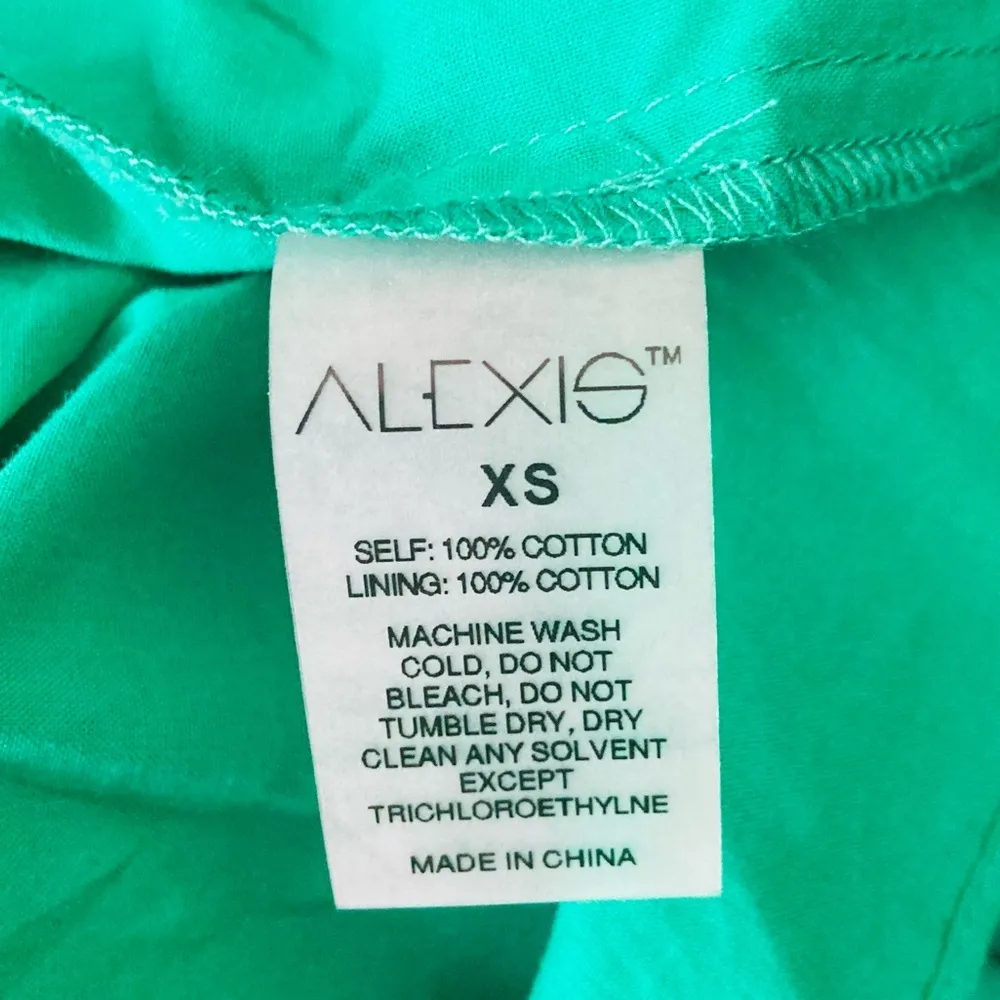 ALEXIS™
XS
SELF: 100% COTTON
LINING: 100% COTTON
MACHINE WASH
COLD, DO NOT
BLEACH, DO NOT
TUMBLE DRY, DRY
CLEAN ANY SOLVENT
EXCEPT
TRICHLOROETHYLNE
MADE IN CHINA